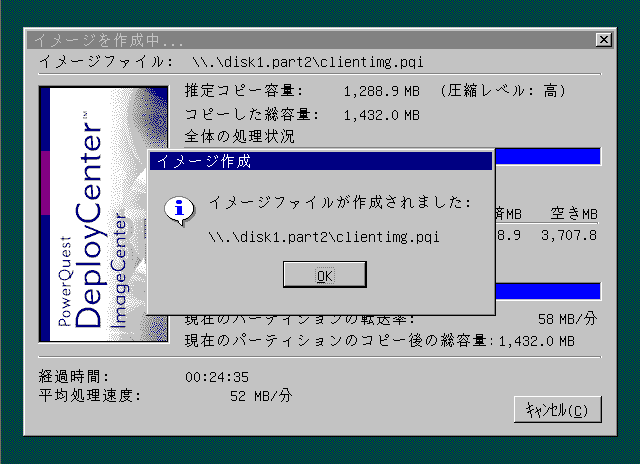 イメージを作成中...
イメージファイル: \\.\disk1.part2\clientimg.pqi
推定コピー容量: 1,288.9 MB (圧縮レベル: 高)
コピーした総容量: 1,432.0 MB
全体の処理状況
イメージ作成
イメージファイルが作成されました:
\\.\disk1.part2\clientimg.pqi
OK
済MB 空きMB
8.9 3,707.8
現在のパーティションの転送率: 58 MB/分
現在のパーティションのコピー後の総容量: 1,432.0 MB
経過時間: 00:24:35
平均処理速度: 52 MB/分
キャンセル(C)
PowerQuest
DeployCenter™
ImageCenter